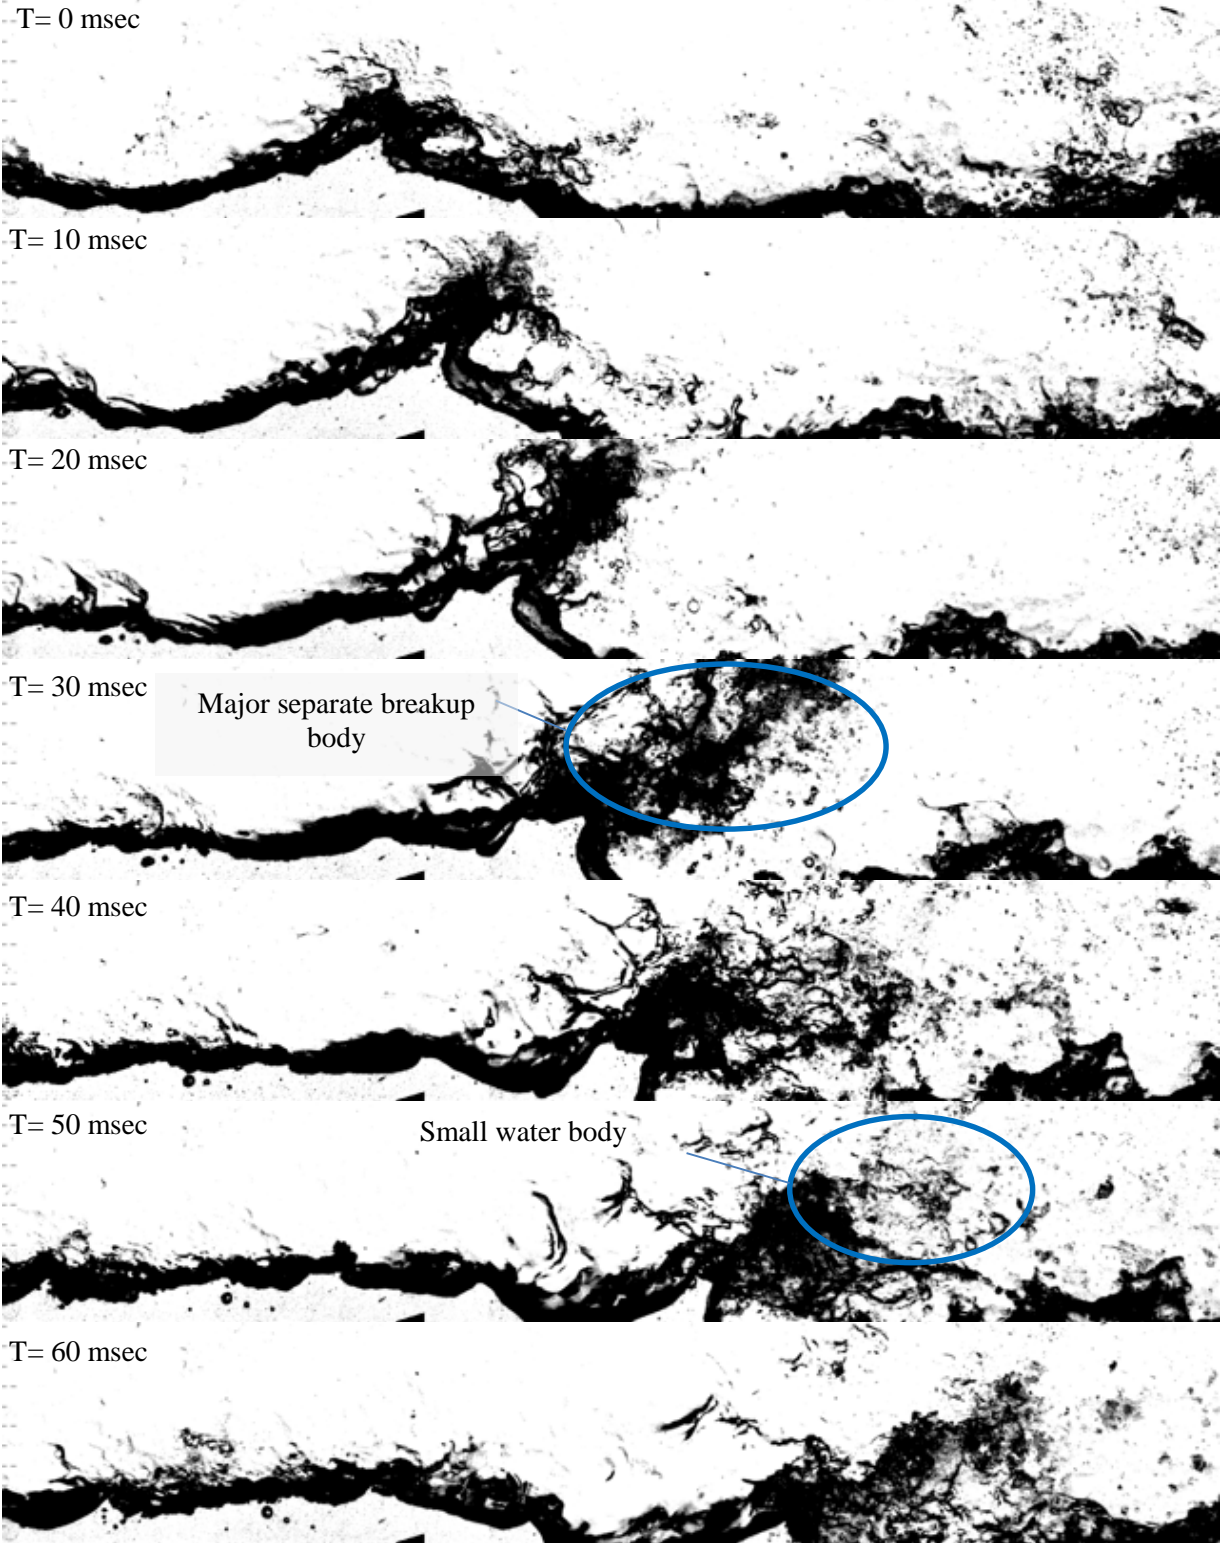 T= 0 msec
T= 10 msec
T= 20 msec
T= 30 msec
Major separate breakup
body
T= 40 msec
T= 50 msec
Small water body
T= 60 msec